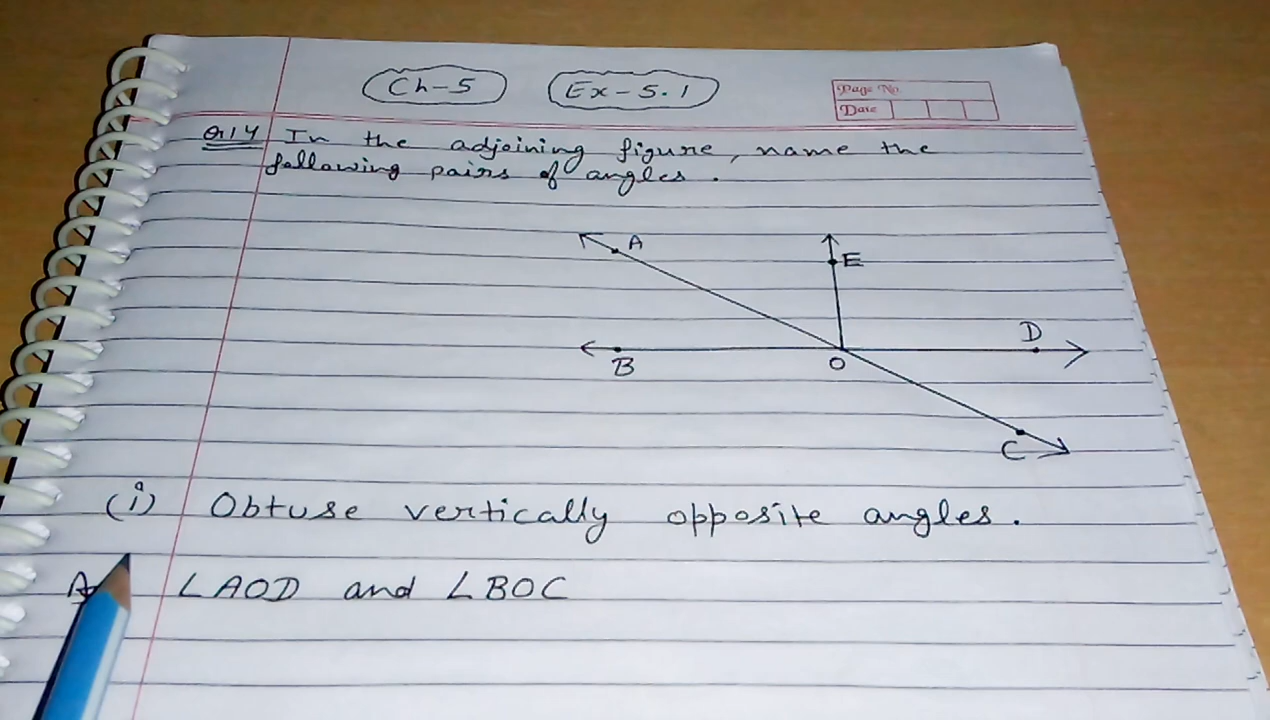 Ch-5 Ex-5.1
Page No.
Date
Q.14 In the adjoining figure, name the
following pairs of angles.
A
E
D
B
O
C
(i) Obtuse vertically opposite angles.
∠AOD and ∠BOC